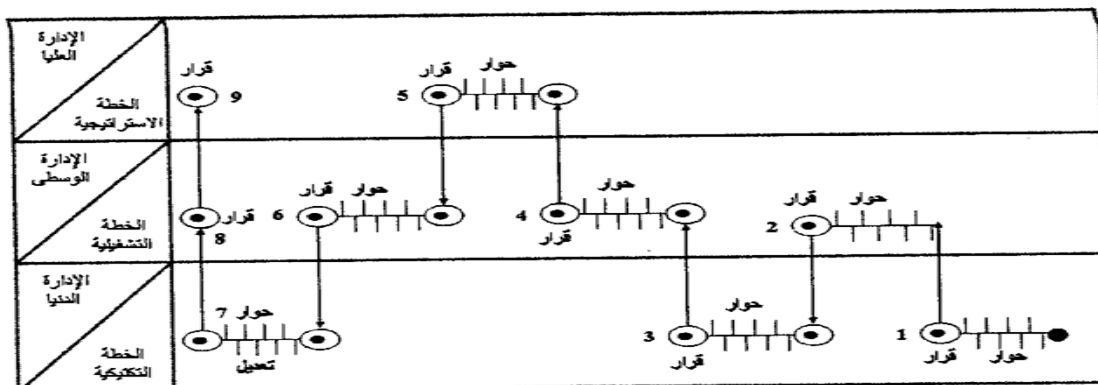 الإدارة
العليا
الخطة
الاستراتيجية
قرار
حوار
5
قرار
9
الإدارة
الوسطى
الخطة
التشغيلية
قرار
حوار
2
حوار
4
قرار
قرار
حوار
6
قرار
8
الإدارة
الدنيا
الخطة
التكتيكية
1
قرار
حوار
حوار
3
قرار
7
حوار
تعديل